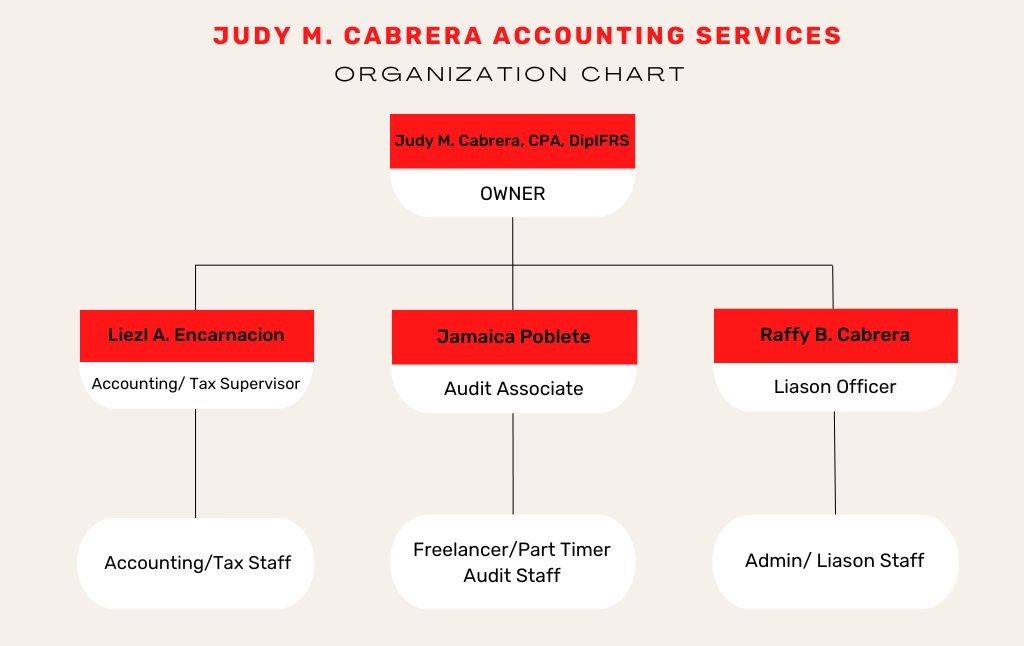 JUDY M. CABRERA ACCOUNTING SERVICES
ORGANIZATION CHART
Judy M. Cabrera, CPA, DipIFRS
OWNER
Liezl A. Encarnacion
Accounting/ Tax Supervisor
Jamaica Poblete
Audit Associate
Raffy B. Cabrera
Liason Officer
Accounting/Tax Staff
Freelancer/Part Timer
Audit Staff
Admin/ Liason Staff